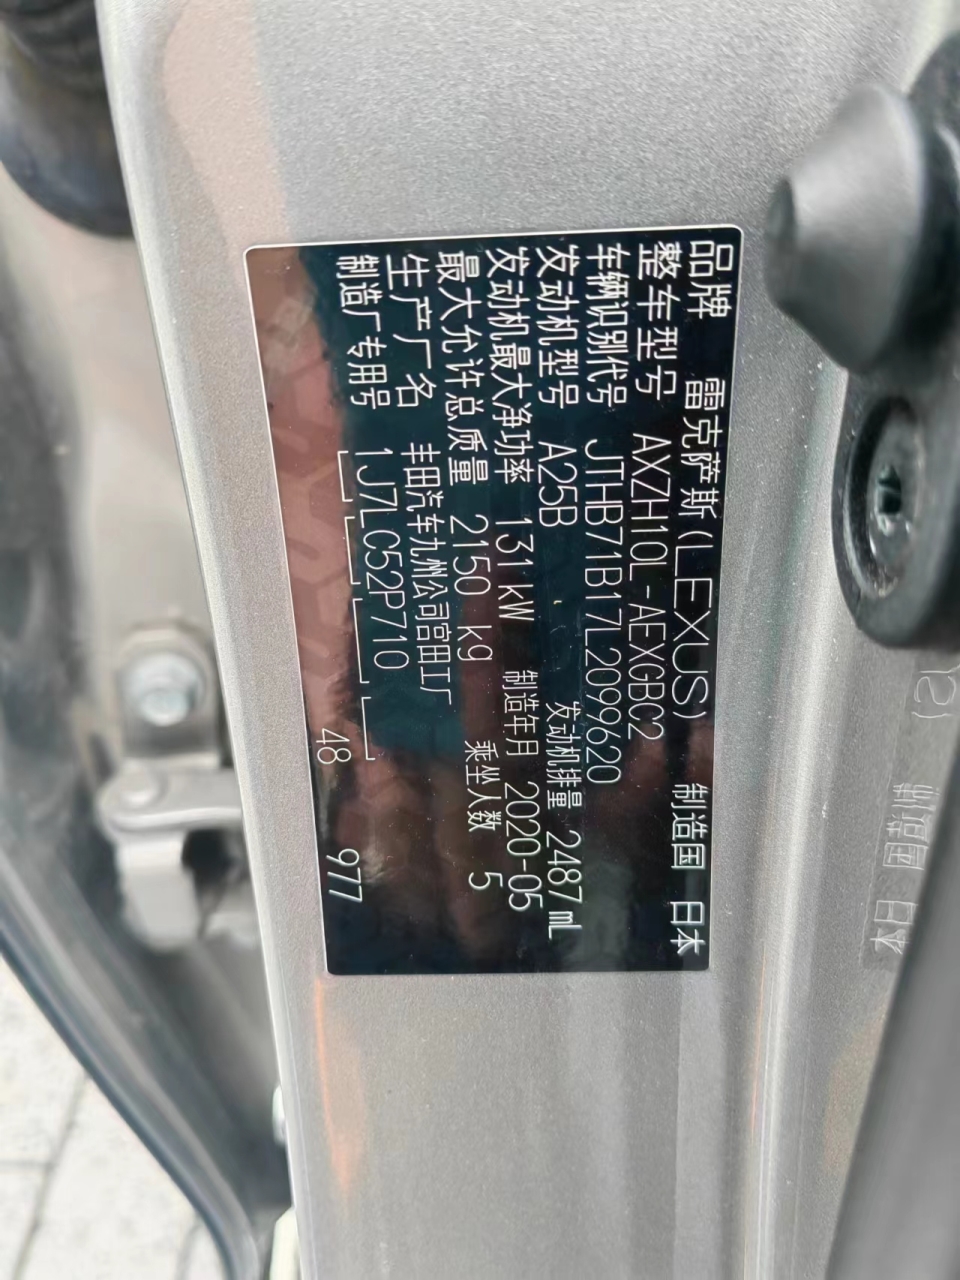 品牌 雷克萨斯(LEXUS) 制造国 日本
整车型号 AXZH10L-AEXGBC2
车辆识别代号 JTHB71B17L2099620
发动机型号 A25B 发动机排量 2487 ml
发动机最大净功率 131 kW 制造年月 2020-05
最大允许总质量 2150 kg 乘坐人数 5
生产厂名 丰田汽车九州公司宫田工厂
制造厂专用号 1J7LC52P710
48 977